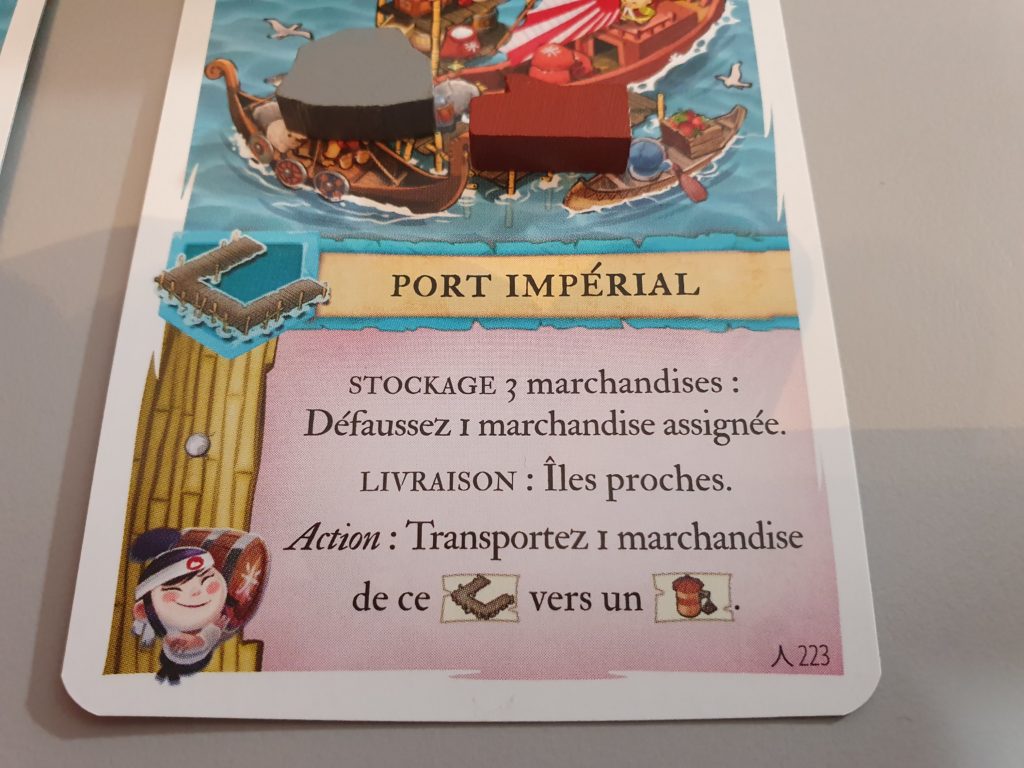 PORT IMPÉRIAL
STOCKAGE 3 marchandises :
Défaussez 1 marchandise assignée.
LIVRAISON : Îles proches.
Action : Transportez 1 marchandise
de ce vers un .
223